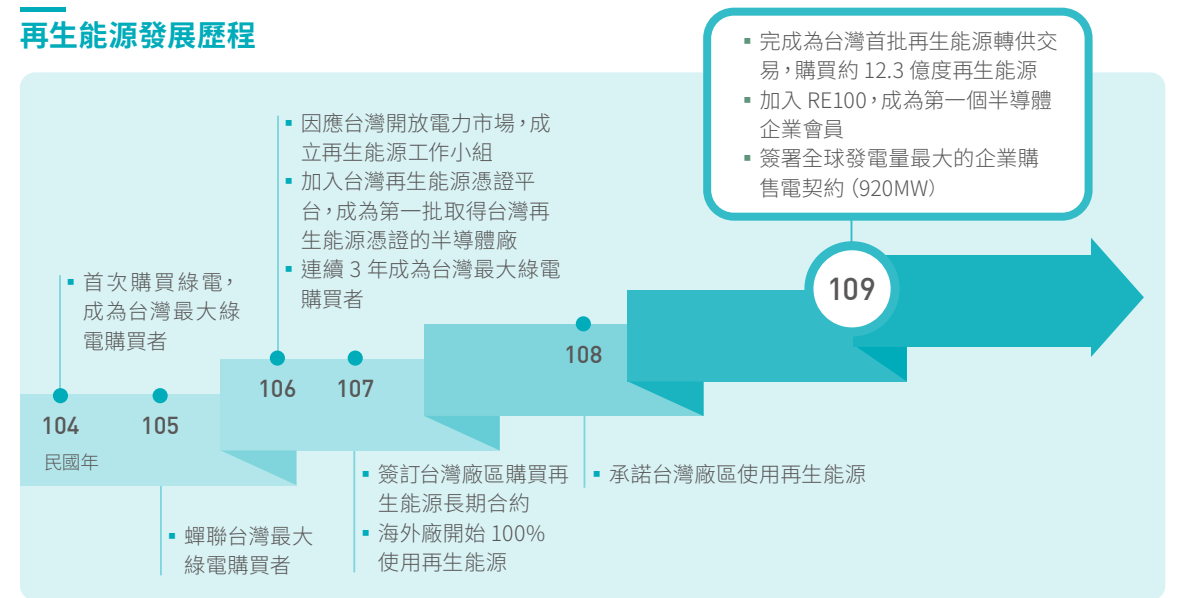 再生能源發展歷程
104
民國年
▪ 首次購買綠電，
成為台灣最大綠
電購買者
105
▪ 蟬聯台灣最大
綠電購買者
106
▪ 因應台灣開放電力市場，成
立再生能源工作小組
▪ 加入台灣再生能源憑證平
台，成為第一批取得台灣再
生能源憑證的半導體廠
▪ 連續 3 年成為台灣最大綠電
購買者
107
▪ 簽訂台灣廠區購買再
生能源長期合約
▪ 海外廠開始 100%
使用再生能源
108
▪ 承諾台灣廠區使用再生能源
109
▪ 完成為台灣首批再生能源轉供交
易，購買約 12.3 億度再生能源
▪ 加入 RE100，成為第一個半導體
企業會員
▪ 簽署全球發電量最大的企業購
售電契約（920MW）